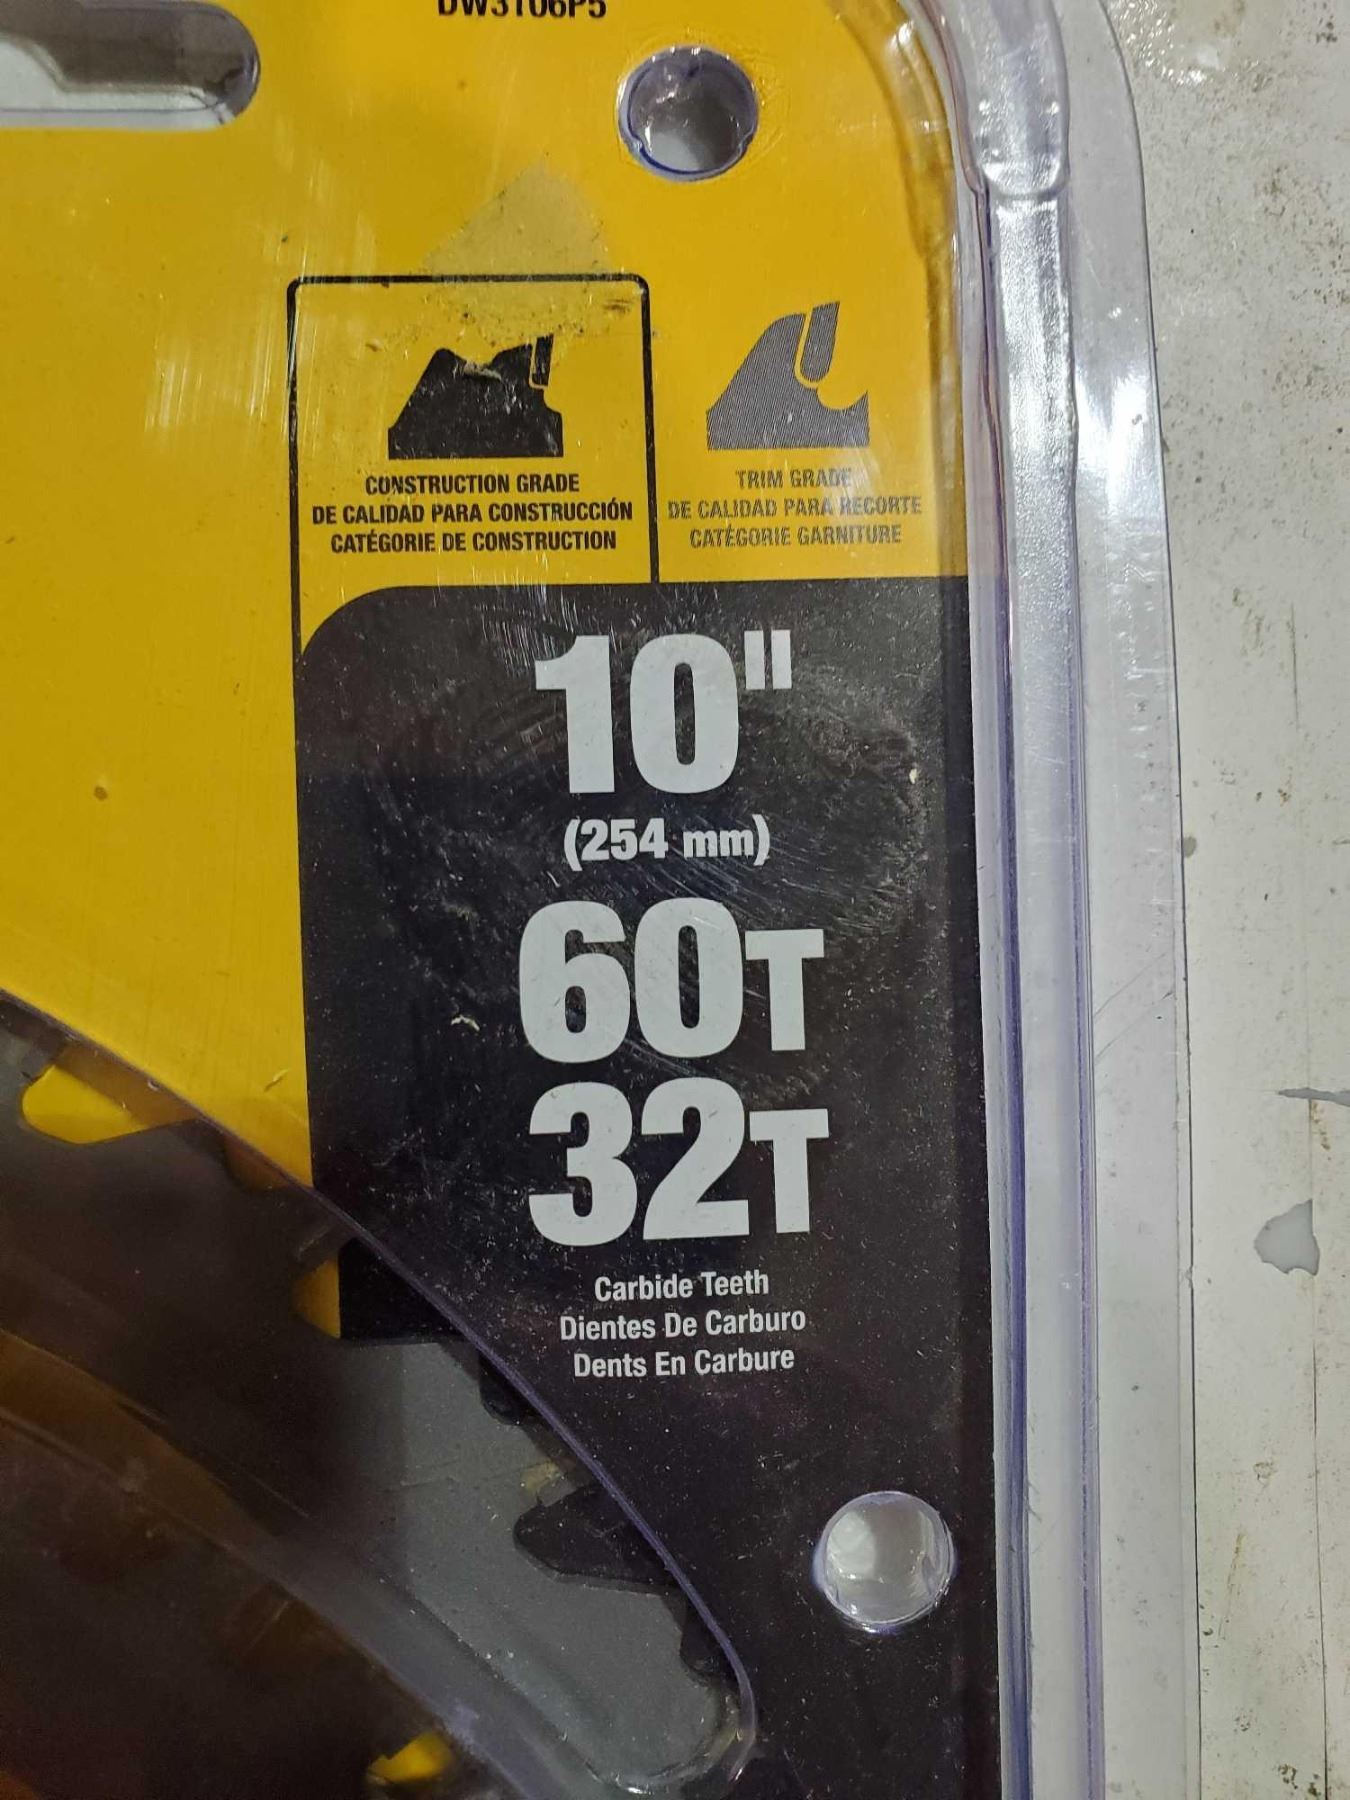 DW3106P5
CONSTRUCTION GRADE
DE CALIDAD PARA CONSTRUCCIÓN
CATÉGORIE DE CONSTRUCTION
TRIM GRADE
DE CALIDAD PARA RECORTE
CATÉGORIE GARNITURE
10"
(254 mm)
60T
32T
Carbide Teeth
Dientes De Carburo
Dents En Carbure